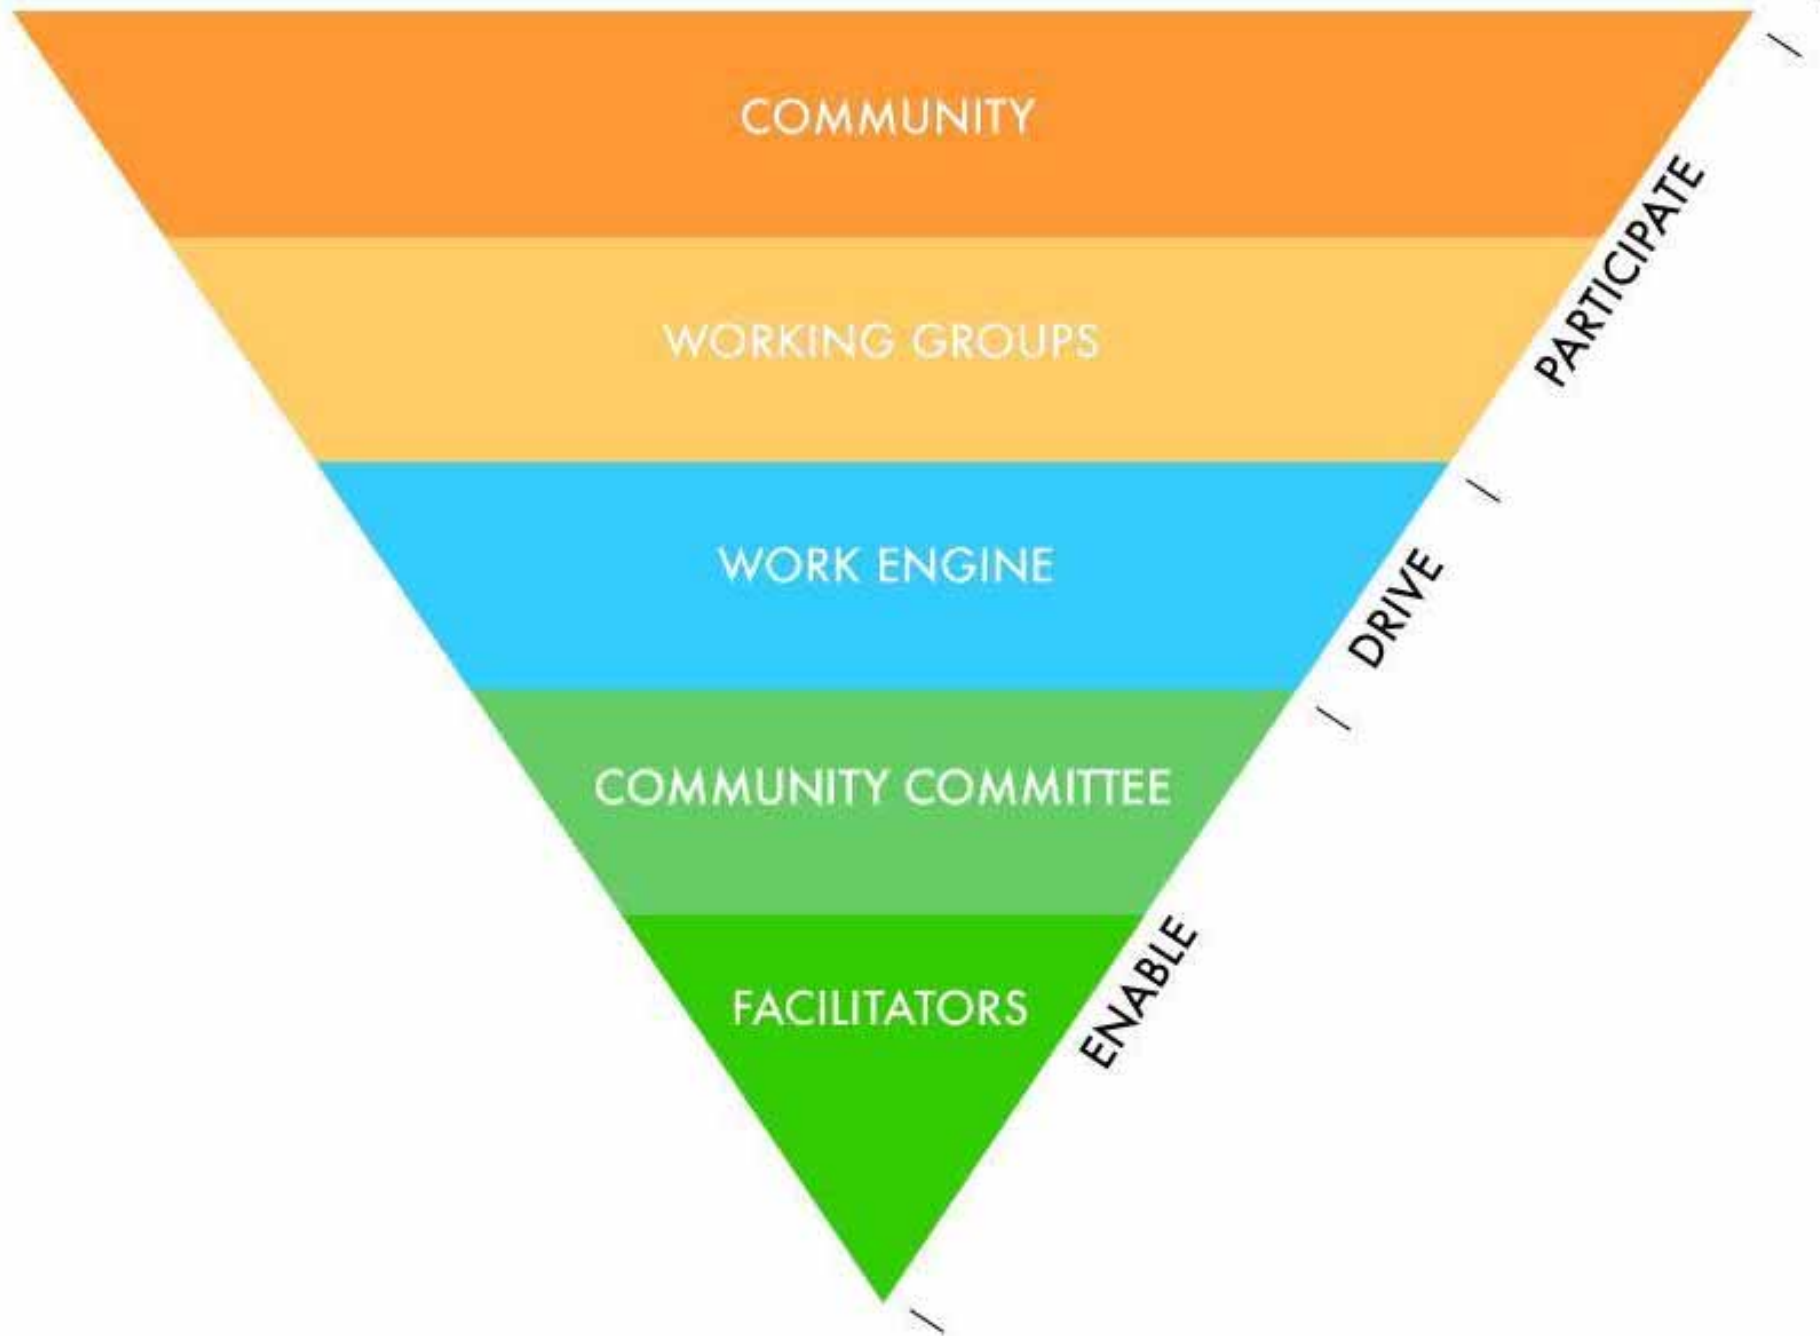 COMMUNITY
PARTICIPATE
WORKING GROUPS
WORK ENGINE
DRIVE
COMMUNITY COMMITTEE
FACILITATORS
ENABLE